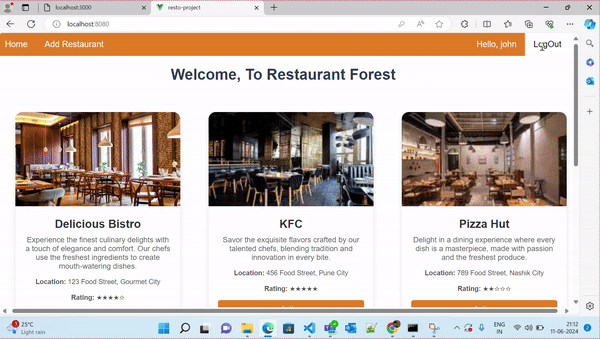 localhost:3000
resto-project
localhost:8080
Home Add Restaurant Hello, john LogOut
Welcome, To Restaurant Forest
Delicious Bistro
Experience the finest culinary delights with
a touch of elegance and comfort. Our chefs
use the freshest ingredients to create
mouth-watering dishes.
Location: 123 Food Street, Gourmet City
Rating: ★★★★☆
KFC
Savor the exquisite flavors crafted by our
talented chefs, blending tradition and
innovation in every bite.
Location: 456 Food Street, Pune City
Rating: ★★★★★
Pizza Hut
Delight in a dining experience where every
dish is a masterpiece, made with passion
and the freshest produce.
Location: 789 Food Street, Nashik City
Rating: ★★☆☆☆
25°C
Light rain
ENG
IN
21:12
11-06-2024